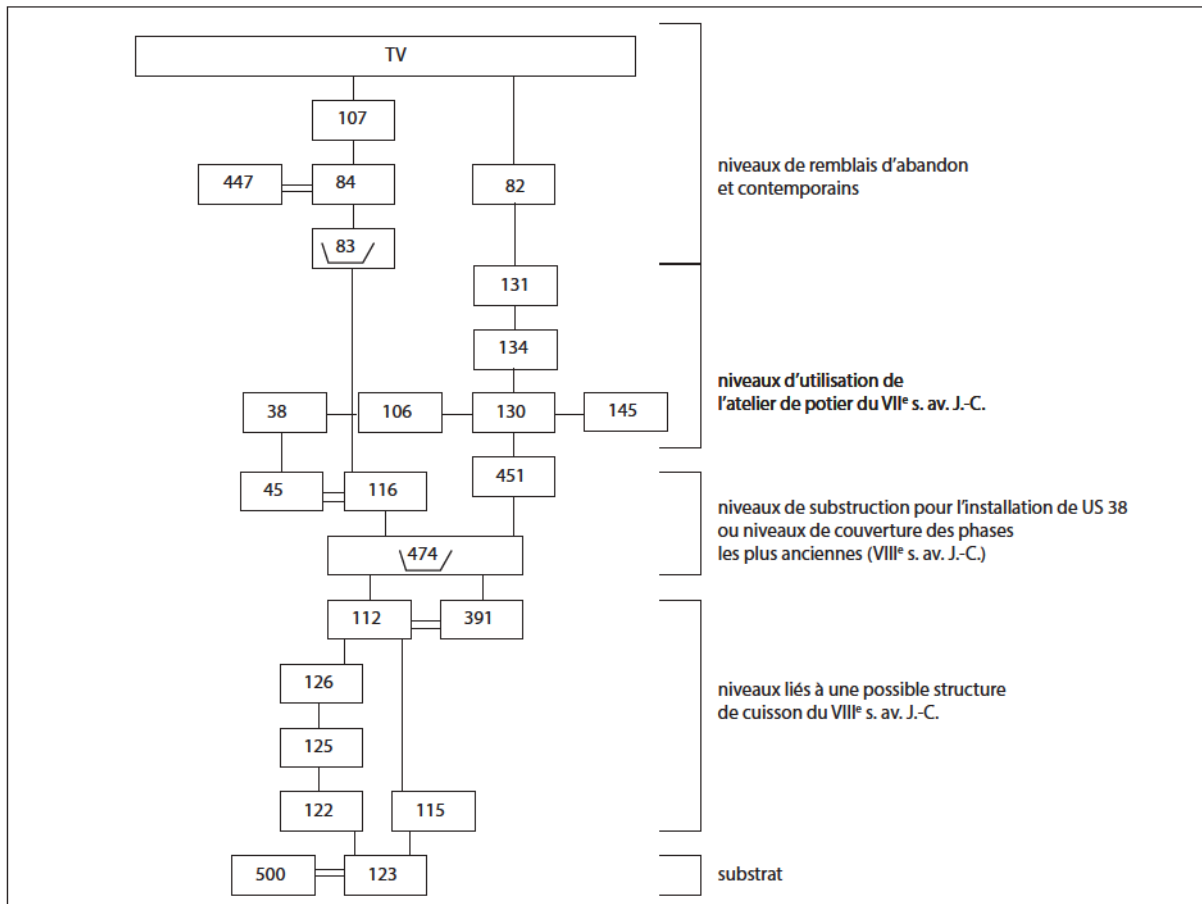 TV
107
447
84
82
niveaux de remblais d'abandon
et contemporains
83
131
134
niveaux d'utilisation de
l'atelier de potier du VIIe s. av. J.-C.
38
106
130
145
45
116
451
niveaux de substruction pour l'installation de US 38
ou niveaux de couverture des phases
les plus anciennes (VIIIe s. av. J.-C.)
474
112
391
126
niveaux liés à une possible structure
de cuisson du VIIIe s. av. J.-C.
125
122
115
500
123
substrat